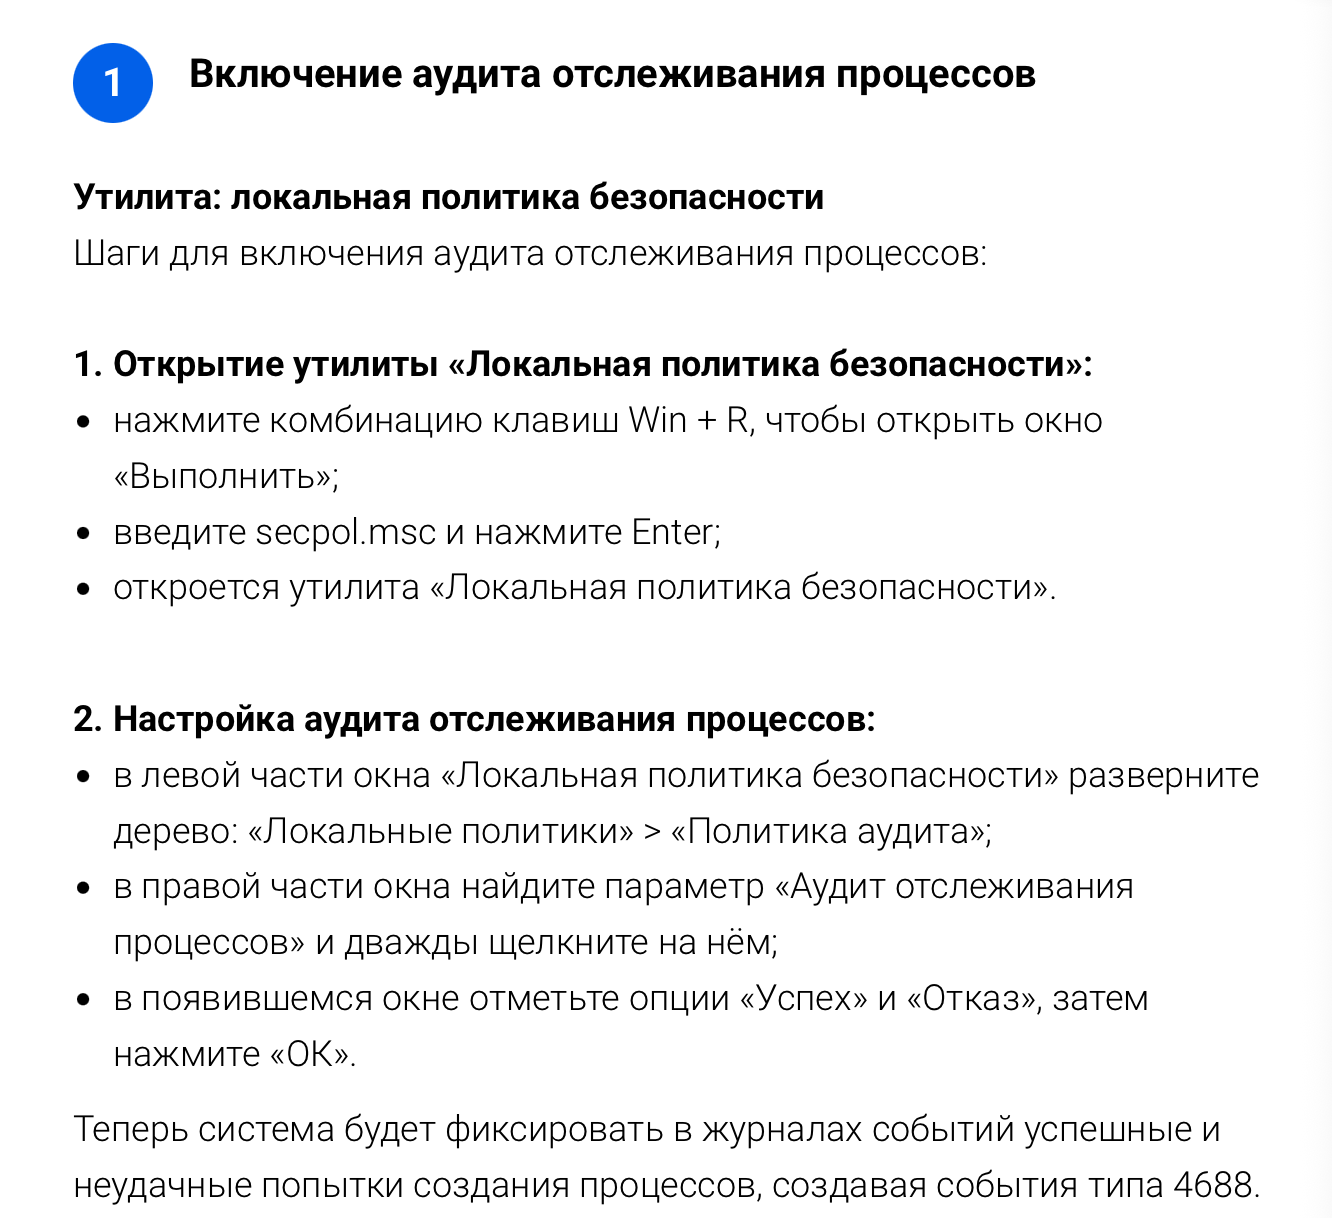 1 Включение аудита отслеживания процессов
Утилита: локальная политика безопасности
Шаги для включения аудита отслеживания процессов:
1. Открытие утилиты «Локальная политика безопасности»:
• нажмите комбинацию клавиш Win + R, чтобы открыть окно
«Выполнить»;
• введите secpol.msc и нажмите Enter;
• откроется утилита «Локальная политика безопасности».
2. Настройка аудита отслеживания процессов:
• в левой части окна «Локальная политика безопасности» разверните
дерево: «Локальные политики» > «Политика аудита»;
• в правой части окна найдите параметр «Аудит отслеживания
процессов» и дважды щелкните на нём;
• в появившемся окне отметьте опции «Успех» и «Отказ», затем
нажмите «ОК».
Теперь система будет фиксировать в журналах событий успешные и
неудачные попытки создания процессов, создавая события типа 4688.